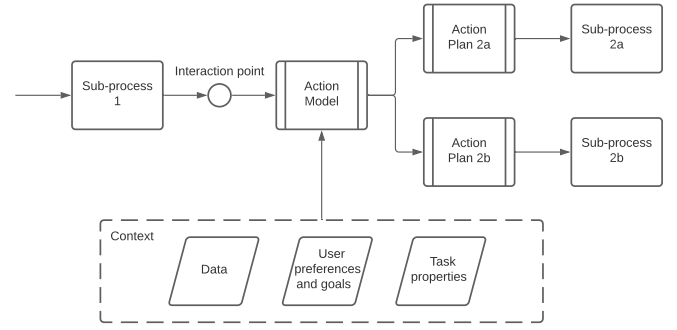 Sub-process
1
Interaction point
Action
Model
Action
Plan 2a
Sub-process
2a
Action
Plan 2b
Sub-process
2b
Context
Data
User
preferences
and goals
Task
properties